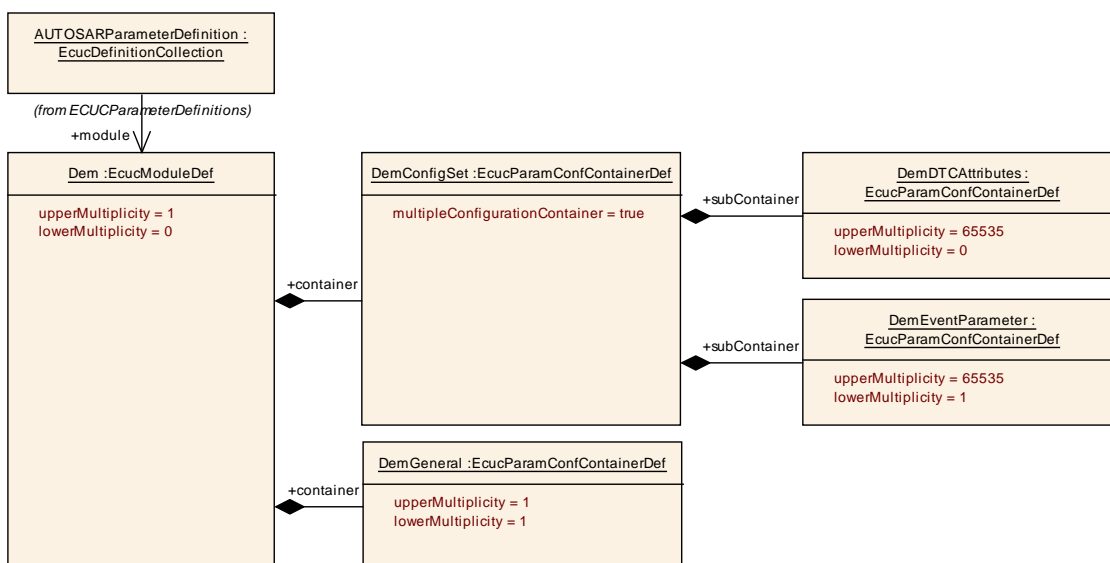 AUTOSARParameterDefinition :
EcucDefinitionCollection
(from ECUCParameterDefinitions)
+module
Dem :EcucModuleDef
upperMultiplicity = 1
lowerMultiplicity = 0
+container
DemConfigSet :EcucParamConfContainerDef
multipleConfigurationContainer = true
+subContainer
DemDTCAttributes :
EcucParamConfContainerDef
upperMultiplicity = 65535
lowerMultiplicity = 0
+subContainer
DemEventParameter :
EcucParamConfContainerDef
upperMultiplicity = 65535
lowerMultiplicity = 1
+container
DemGeneral :EcucParamConfContainerDef
upperMultiplicity = 1
lowerMultiplicity = 1